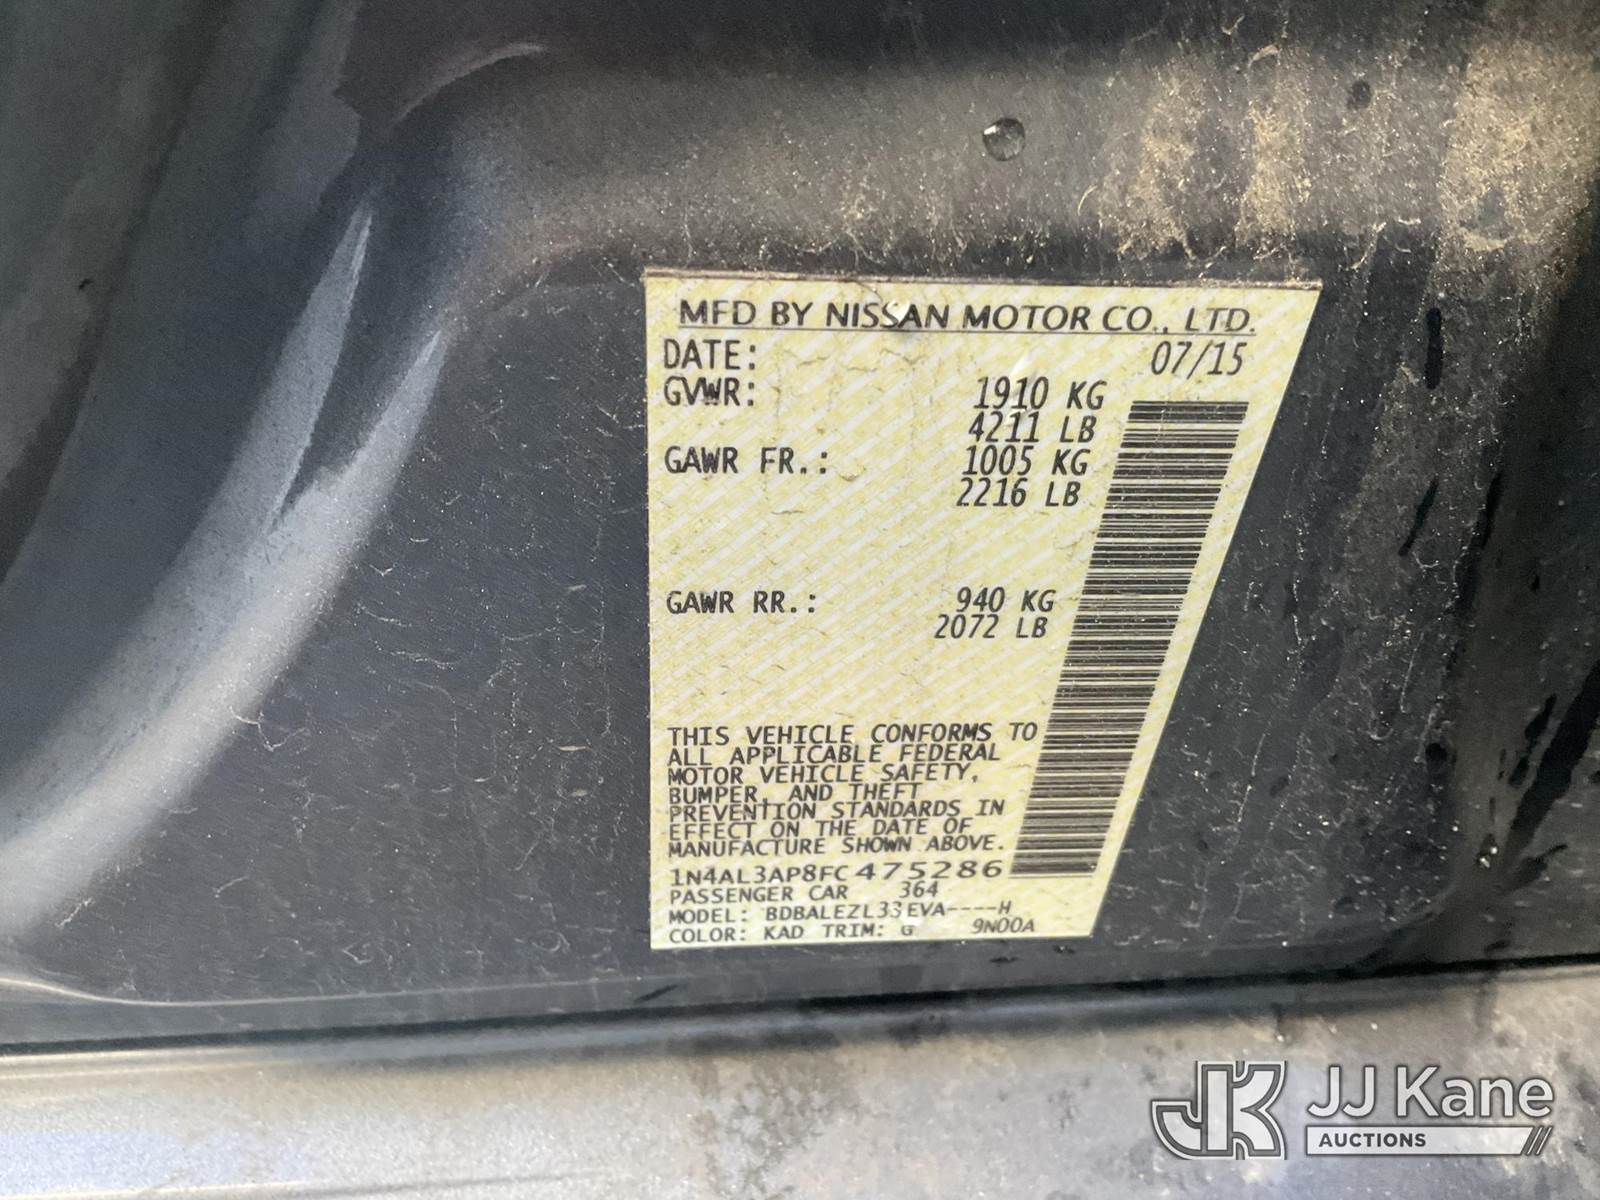 MFD BY NISSAN MOTOR CO., LTD.
DATE: 07/15
GVWR: 1910 KG
4211 LB
GAWR FR.: 1005 KG
2216 LB
GAWR RR.: 940 KG
2072 LB
THIS VEHICLE CONFORMS TO
ALL APPLICABLE FEDERAL
MOTOR VEHICLE SAFETY,
BUMPER, AND THEFT
PREVENTION STANDARDS IN
EFFECT ON THE DATE OF
MANUFACTURE SHOWN ABOVE.
1N4AL3AP8FC475286
PASSENGER CAR 364
MODEL: BDBALEZL33EVA----H
COLOR: KAD TRIM: G 9N00A
JK JJ Kane
AUCTIONS